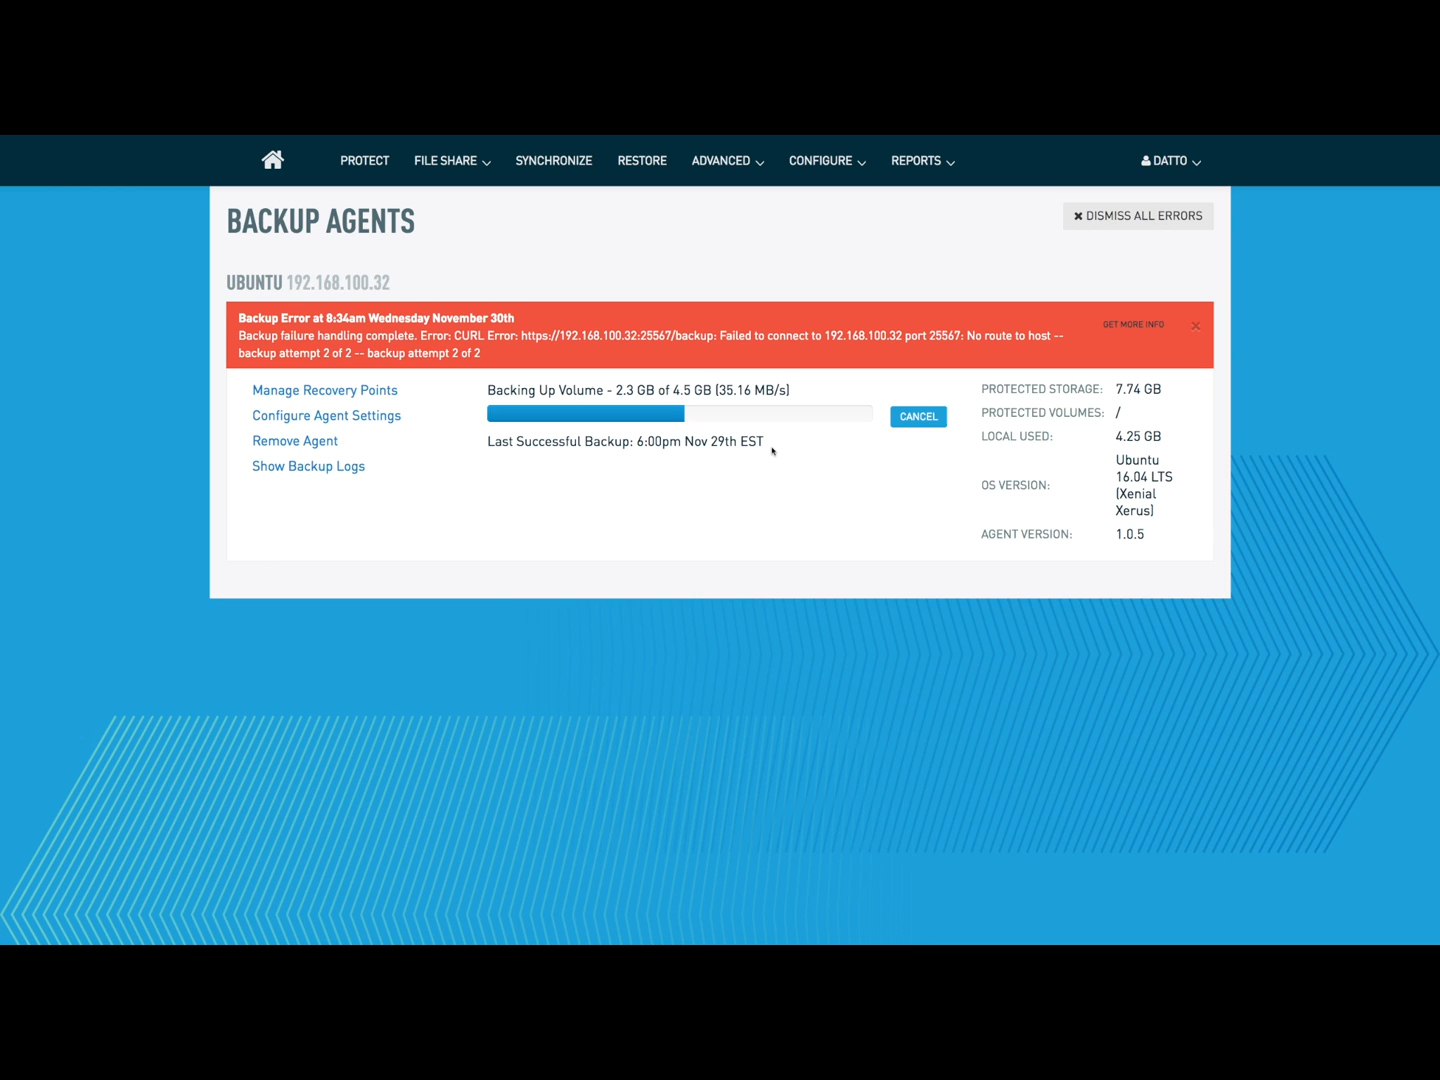 PROTECT FILE SHARE SYNCHRONIZE RESTORE ADVANCED CONFIGURE REPORTS DATTO
BACKUP AGENTS
DISMISS ALL ERRORS
UBUNTU 192.168.100.32
Backup Error at 8:34am Wednesday November 30th
Backup failure handling complete. Error: CURL Error: https://192.168.100.32:25567/backup: Failed to connect to 192.168.100.32 port 25567: No route to host --
backup attempt 2 of 2 -- backup attempt 2 of 2
GET MORE INFO
Manage Recovery Points
Configure Agent Settings
Remove Agent
Show Backup Logs
Backing Up Volume - 2.3 GB of 4.5 GB (35.16 MB/s)
CANCEL
Last Successful Backup: 6:00pm Nov 29th EST
PROTECTED STORAGE: 7.74 GB
PROTECTED VOLUMES: /
LOCAL USED: 4.25 GB
OS VERSION: Ubuntu
16.04 LTS
(Xenial
Xerus)
AGENT VERSION: 1.0.5